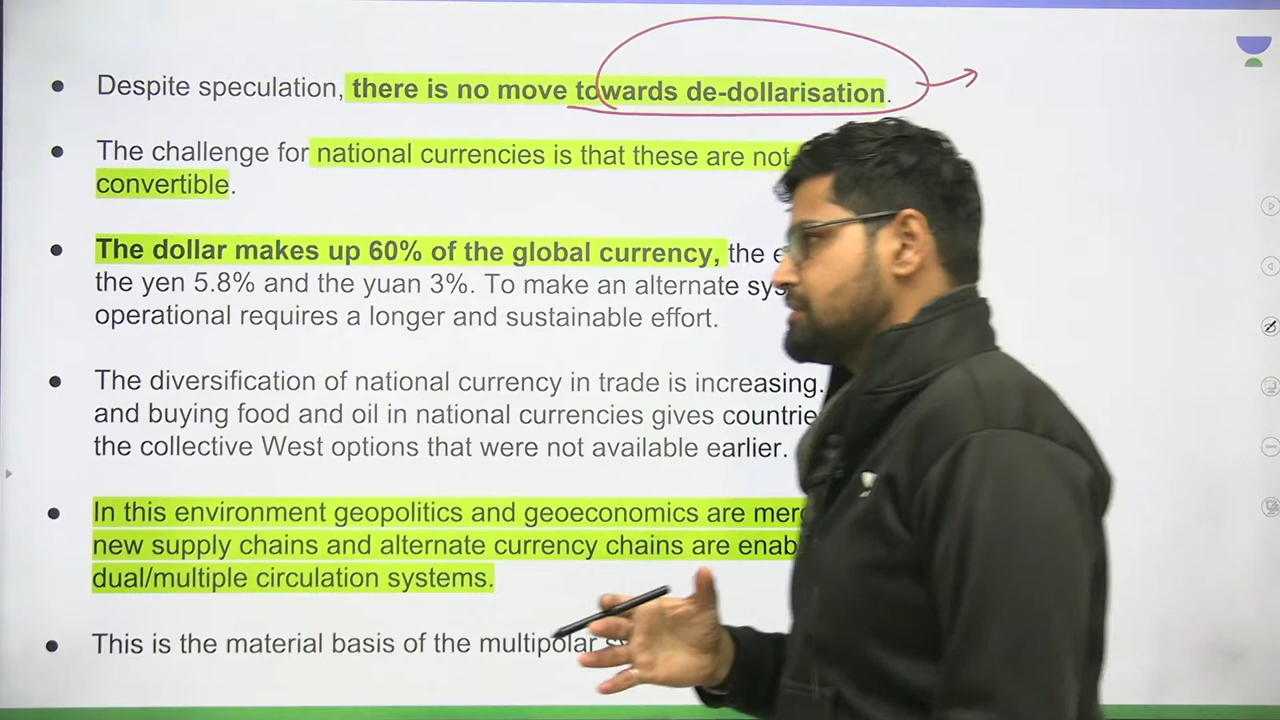 ● Despite speculation, there is no move towards de-dollarisation.
● The challenge for national currencies is that these are not
convertible.
● The dollar makes up 60% of the global currency, the
the yen 5.8% and the yuan 3%. To make an alternate
operational requires a longer and sustainable effort.
● The diversification of national currency in trade is increasing.
and buying food and oil in national currencies gives
the collective West options that were not available earlier.
● In this environment geopolitics and geoeconomics are
new supply chains and alternate currency chains are
dual/multiple circulation systems.
● This is the material basis of the multipolar